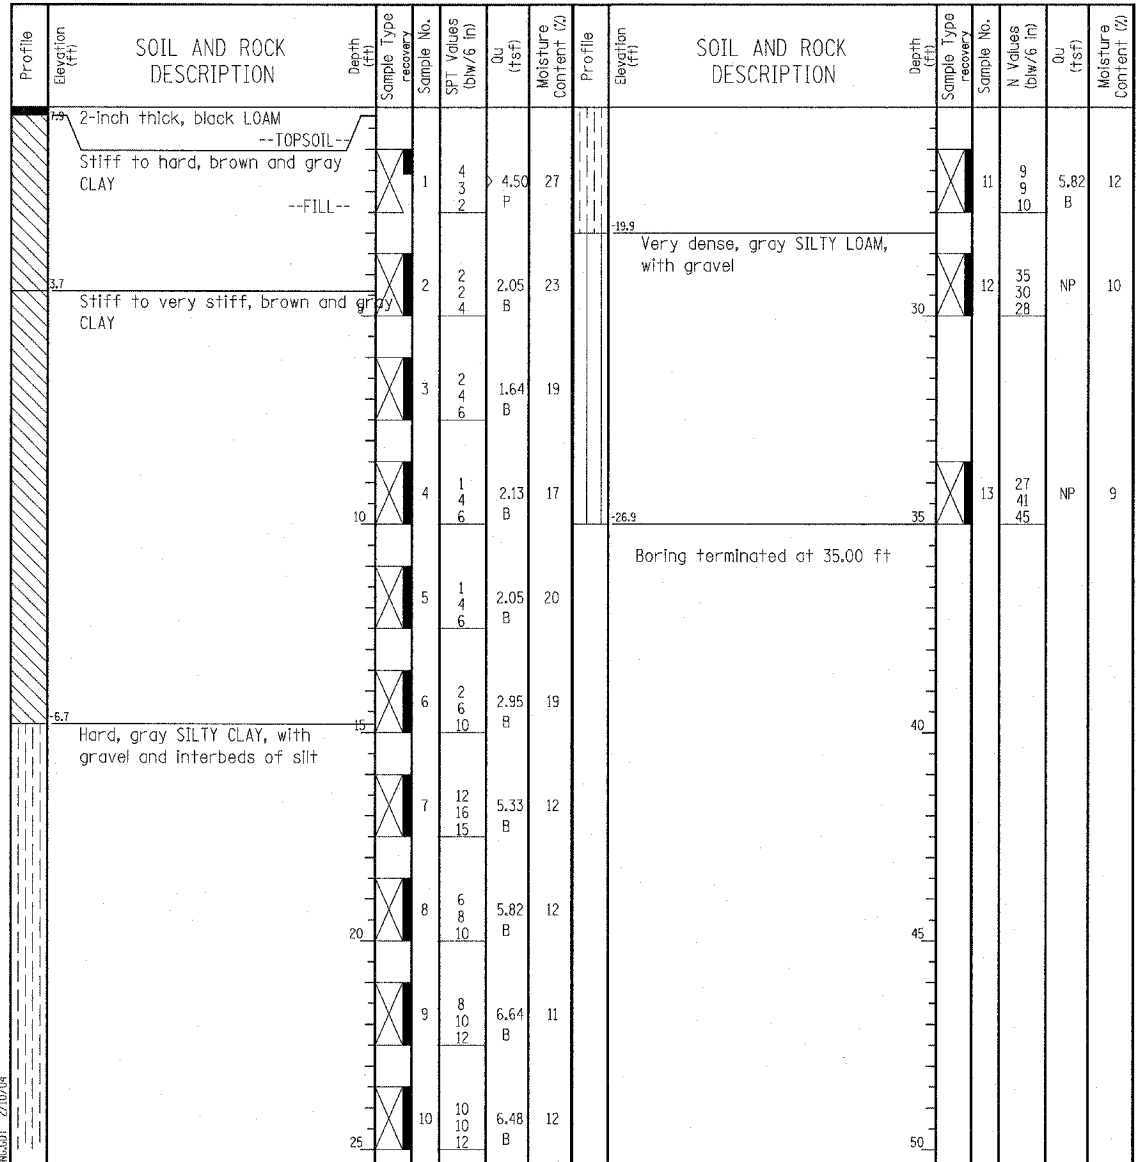 Profile
Elevation (ft)
SOIL AND ROCK DESCRIPTION
Depth (ft)
Sample Type recovery
Sample No.
SPT Values (blw/6 in)
Qu (tsf)
Moisture Content (%)
Profile
Elevation (ft)
SOIL AND ROCK DESCRIPTION
Depth (ft)
Sample Type recovery
Sample No.
N Values (blw/6 in)
Qu (tsf)
Moisture Content (%)
7.9 2-inch thick, black LOAM
--TOPSOIL--
Stiff to hard, brown and gray
CLAY
--FILL--
1 4 3 2 > 4.50 P 27
3.7
Stiff to very stiff, brown and gray
CLAY
2 2 2 4 2.05 B 23
3 2 4 6 1.64 B 19
10 4 1 4 6 2.13 B 17
5 1 4 6 2.05 B 20
-6.7
15 6 2 6 10 2.95 B 19
Hard, gray SILTY CLAY, with
gravel and interbeds of silt
7 12 16 15 5.33 B 12
20 8 6 8 10 5.82 B 12
9 8 10 12 6.64 B 11
25 10 10 10 12 6.48 B 12
11 9 9 10 5.82 B 12
-19.9
Very dense, gray SILTY LOAM,
with gravel
30 12 35 30 28 NP 10
-26.9 35 13 27 41 45 NP 9
Boring terminated at 35.00 ft
40
45
50
2/10/04